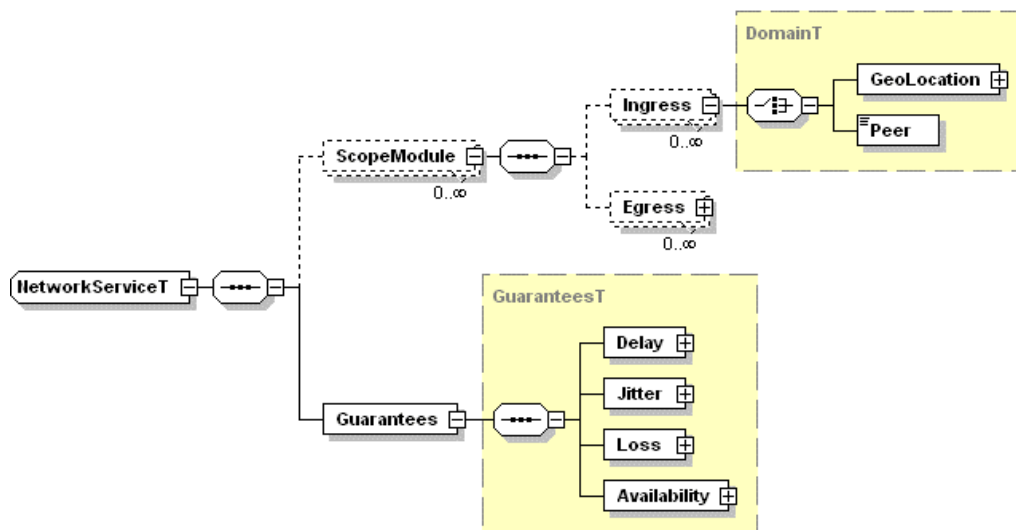 DomainT
GeoLocation
Ingress
0..∞
Peer
ScopeModule
0..∞
Egress
0..∞
NetworkServiceT
GuaranteesT
Delay
Jitter
Guarantees
Loss
Availability